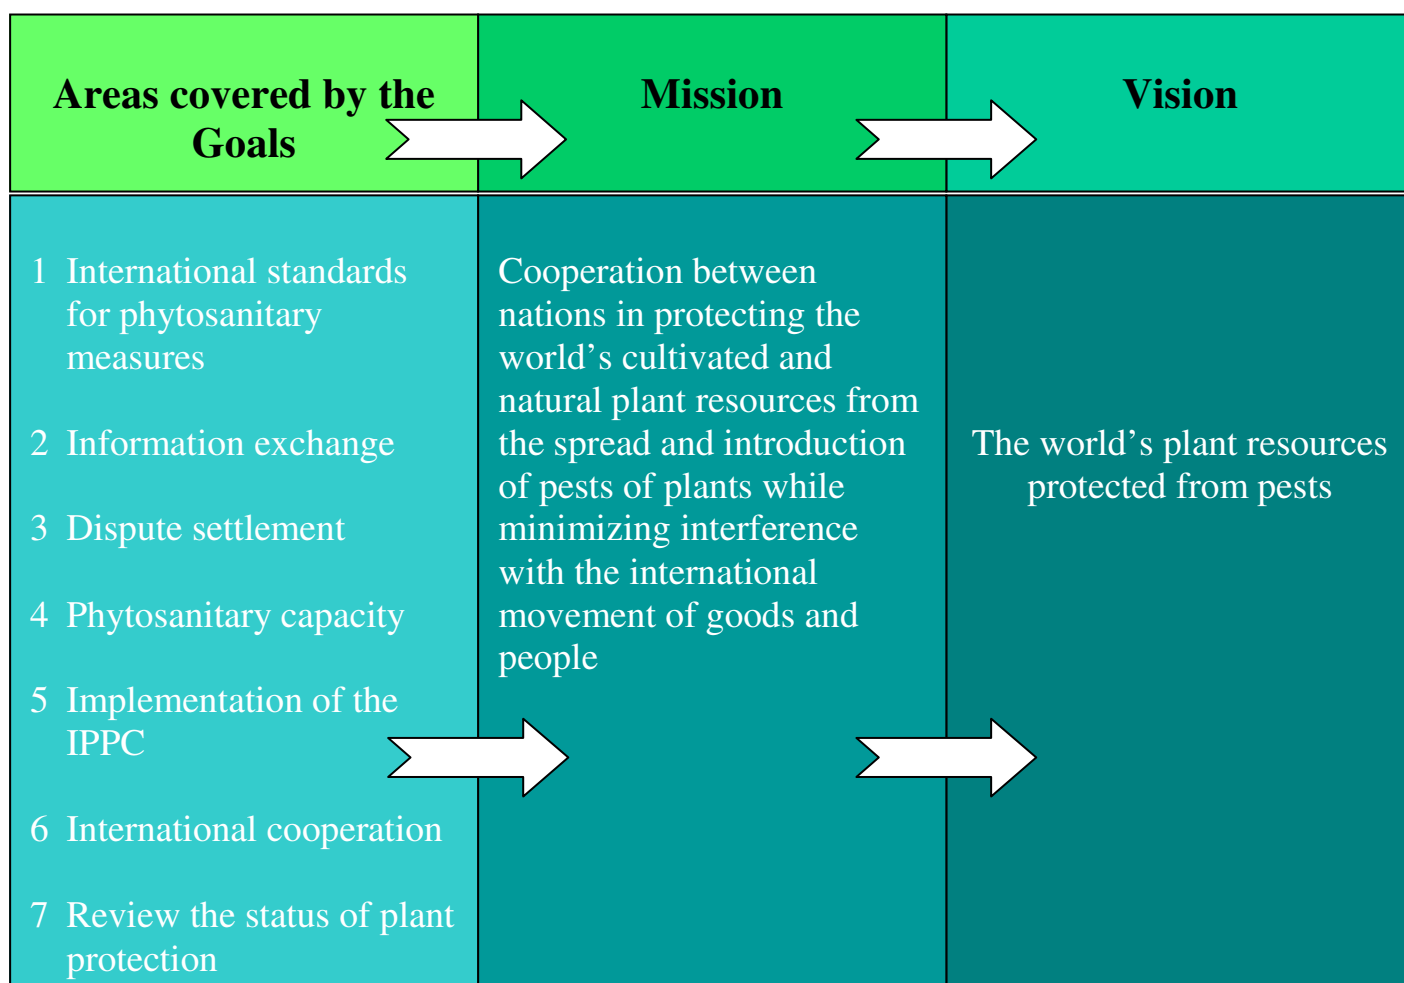 Areas covered by the
Goals
Mission
Vision
1 International standards
for phytosanitary
measures
2 Information exchange
3 Dispute settlement
4 Phytosanitary capacity
5 Implementation of the
IPPC
6 International cooperation
7 Review the status of plant
protection
Cooperation between
nations in protecting the
world’s cultivated and
natural plant resources from
the spread and introduction
of pests of plants while
minimizing interference
with the international
movement of goods and
people
The world’s plant resources
protected from pests